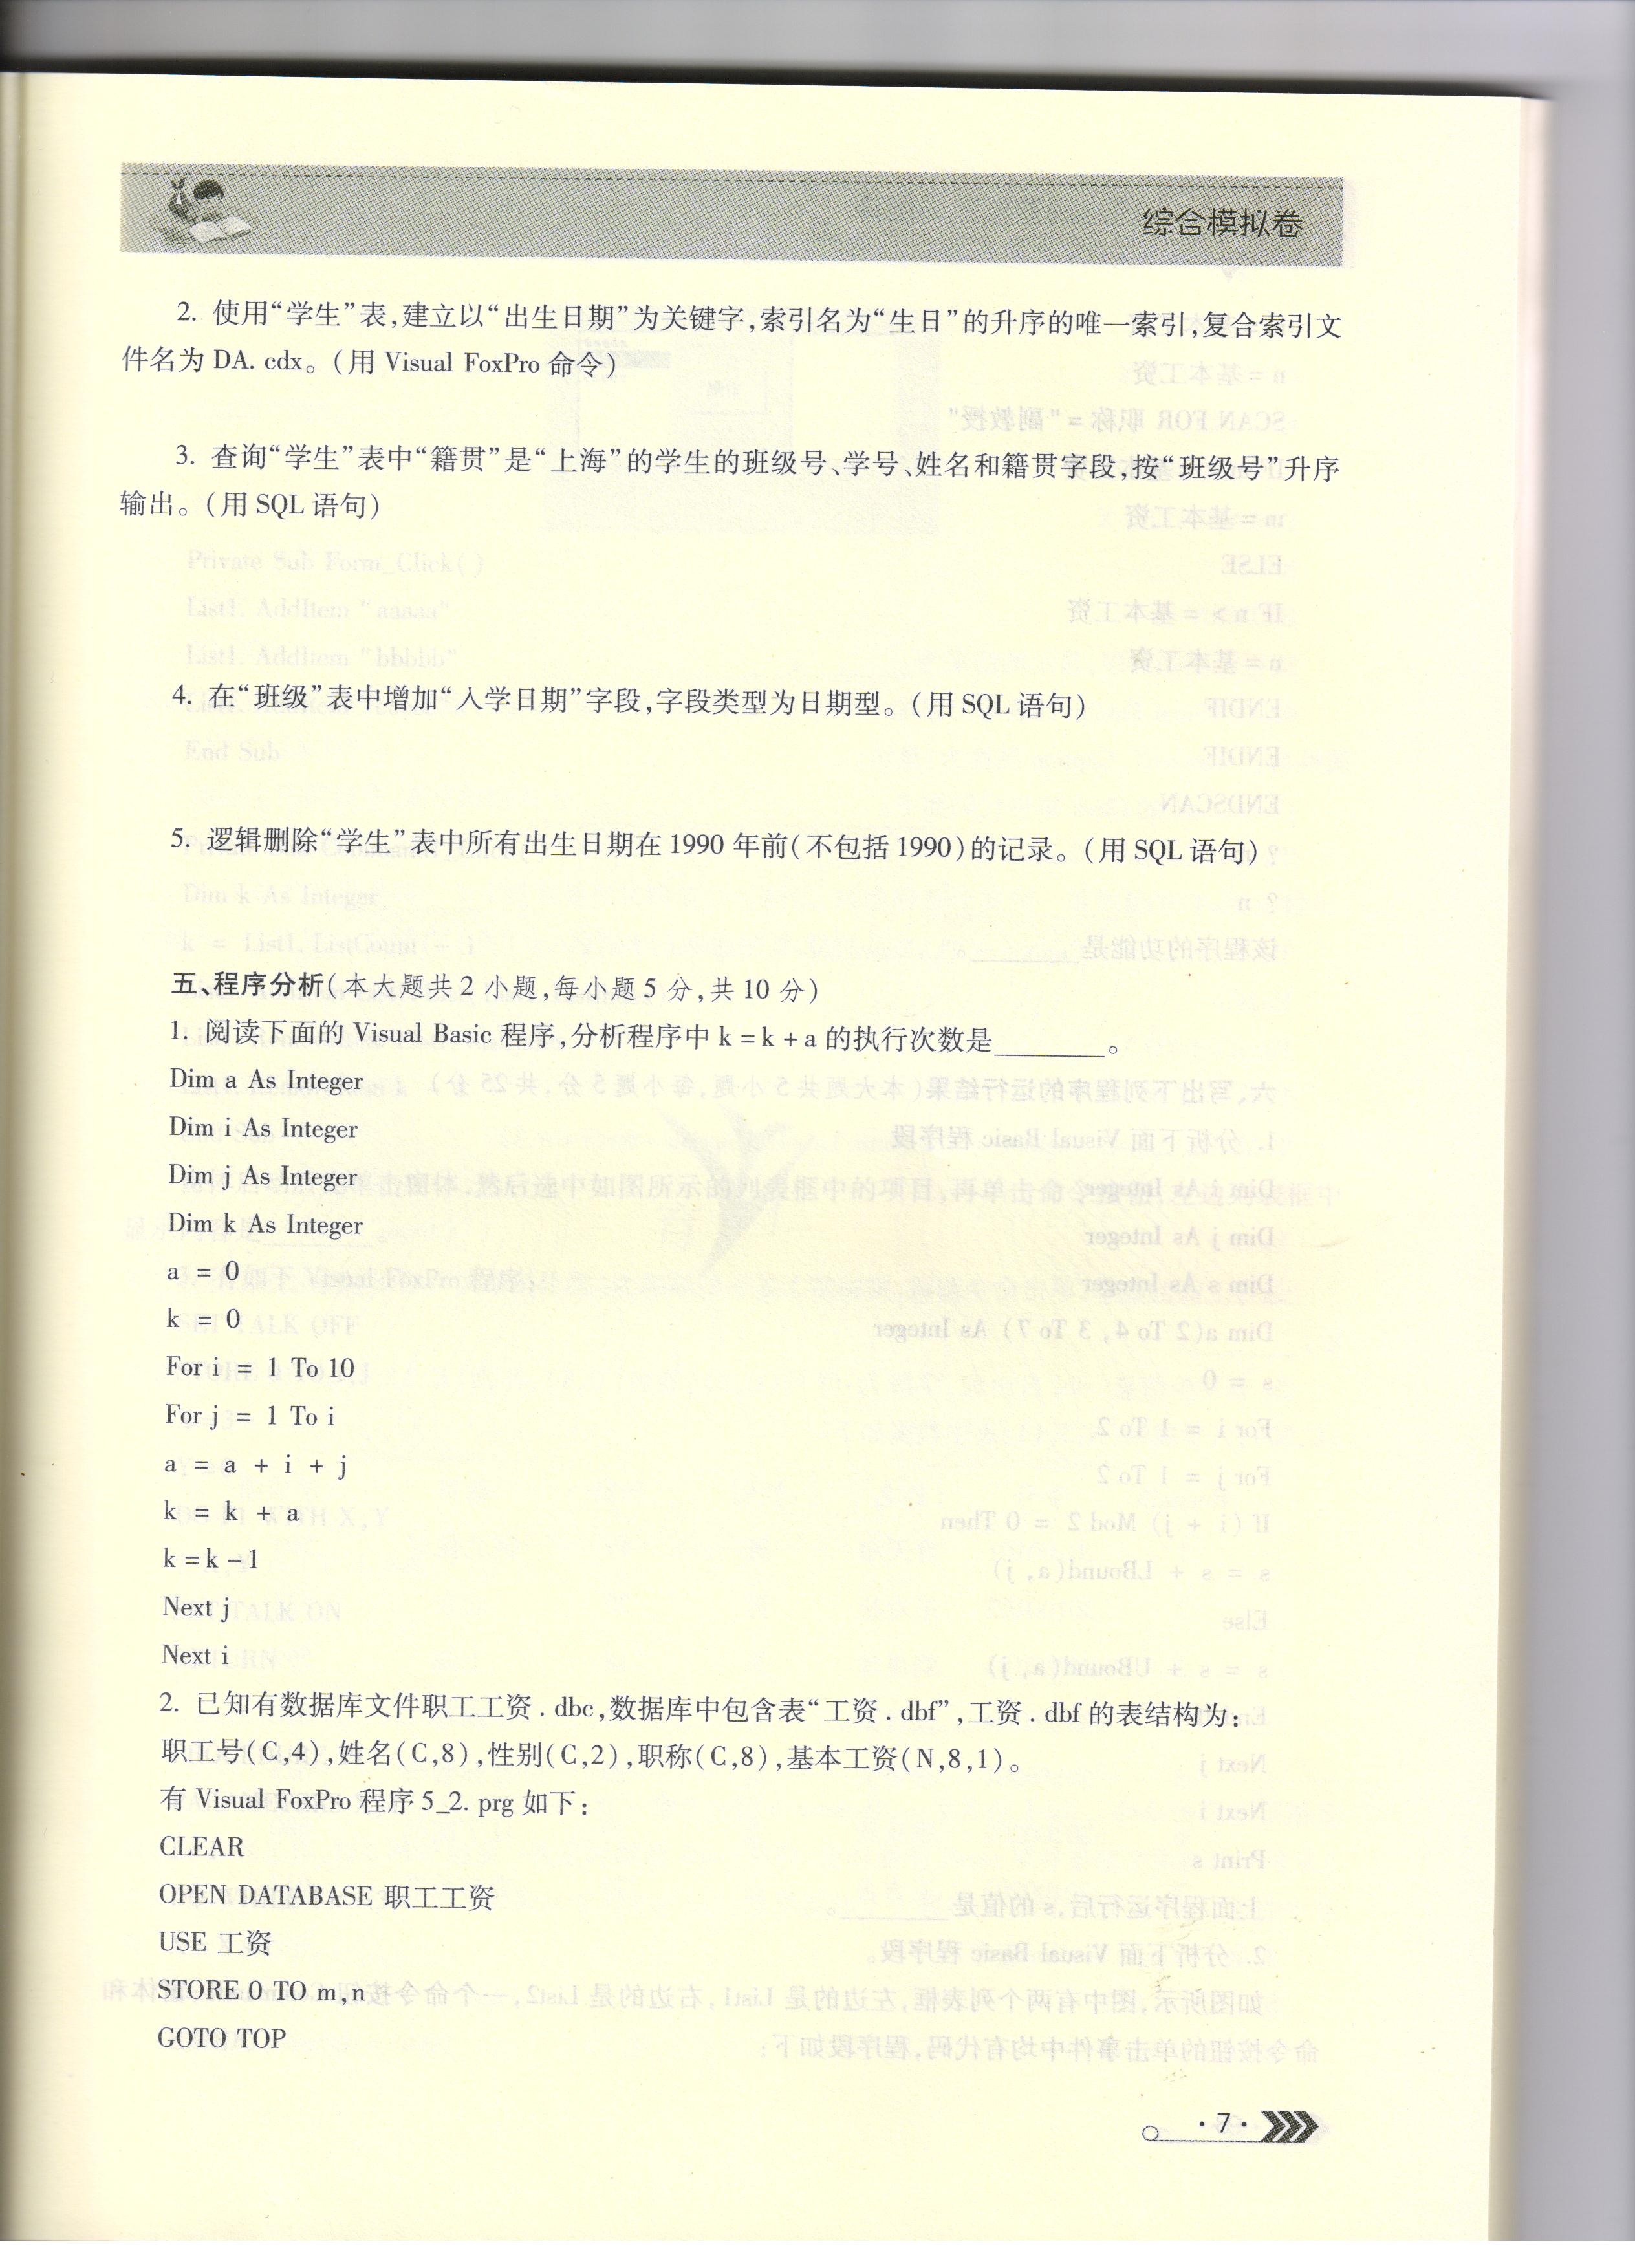 综合模拟卷
2. 使用“学生”表,建立以“出生日期”为关键字,索引名为“生日”的升序的唯一索引,复合索引文
件名为 DA. cdx。(用 Visual FoxPro 命令)
3. 查询“学生”表中“籍贯”是“上海”的学生的班级号、学号、姓名和籍贯字段,按“班级号”升序
输出。(用 SQL 语句)
4. 在“班级”表中增加“入学日期”字段,字段类型为日期型。(用 SQL 语句)
5. 逻辑删除“学生”表中所有出生日期在 1990 年前(不包括 1990)的记录。(用 SQL 语句)
五、程序分析(本大题共 2 小题,每小题 5 分,共 10 分)
1. 阅读下面的 Visual Basic 程序,分析程序中 k = k + a 的执行次数是________。
Dim a As Integer
Dim i As Integer
Dim j As Integer
Dim k As Integer
a = 0
k = 0
For i = 1 To 10
For j = 1 To i
a = a + i + j
k = k + a
k = k - 1
Next j
Next i
2. 已知有数据库文件职工工资 . dbc,数据库中包含表“工资 . dbf”,工资 . dbf 的表结构为:
职工号(C,4),姓名(C,8),性别(C,2),职称(C,8),基本工资(N,8,1)。
有 Visual FoxPro 程序 5_2. prg 如下:
CLEAR
OPEN DATABASE 职工工资
USE 工资
STORE 0 TO m,n
GOTO TOP
· 7 ·